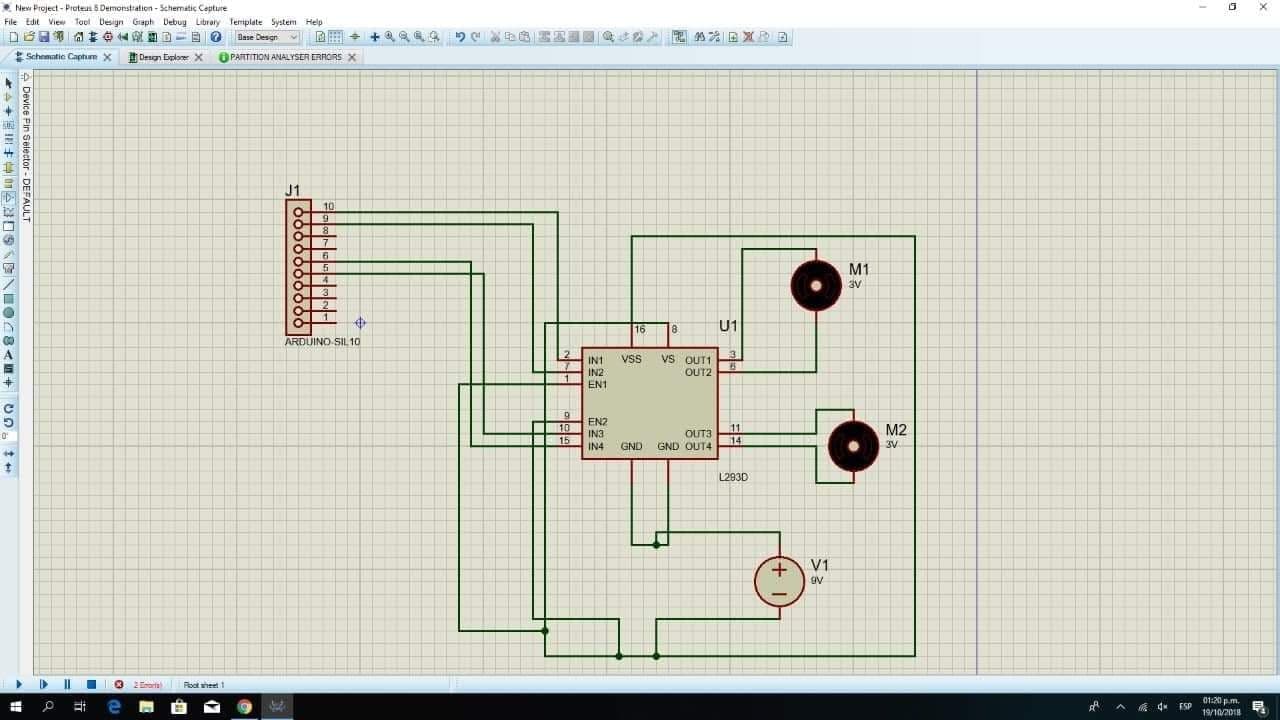 New Project - Proteus 8 Demonstration - Schematic Capture
File Edit View Tool Design Graph Debug Library Template System Help
Base Design
Schematic Capture Design Explorer PARTITION ANALYSER ERRORS
Device Pin Selector - DEFAULT
J1
10
9
8
7
6
5
4
3
2
1
ARDUINO-SIL10
M1
3V
U1
16 8
VSS VS
2 IN1 OUT1 3
7 IN2 OUT2 6
1 EN1
9 EN2
10 IN3 OUT3 11
15 IN4 GND GND OUT4 14
L293D
M2
3V
V1
9V
0°
2 Error(s) Root sheet 1
ESP
01:20 p.m.
19/10/2018